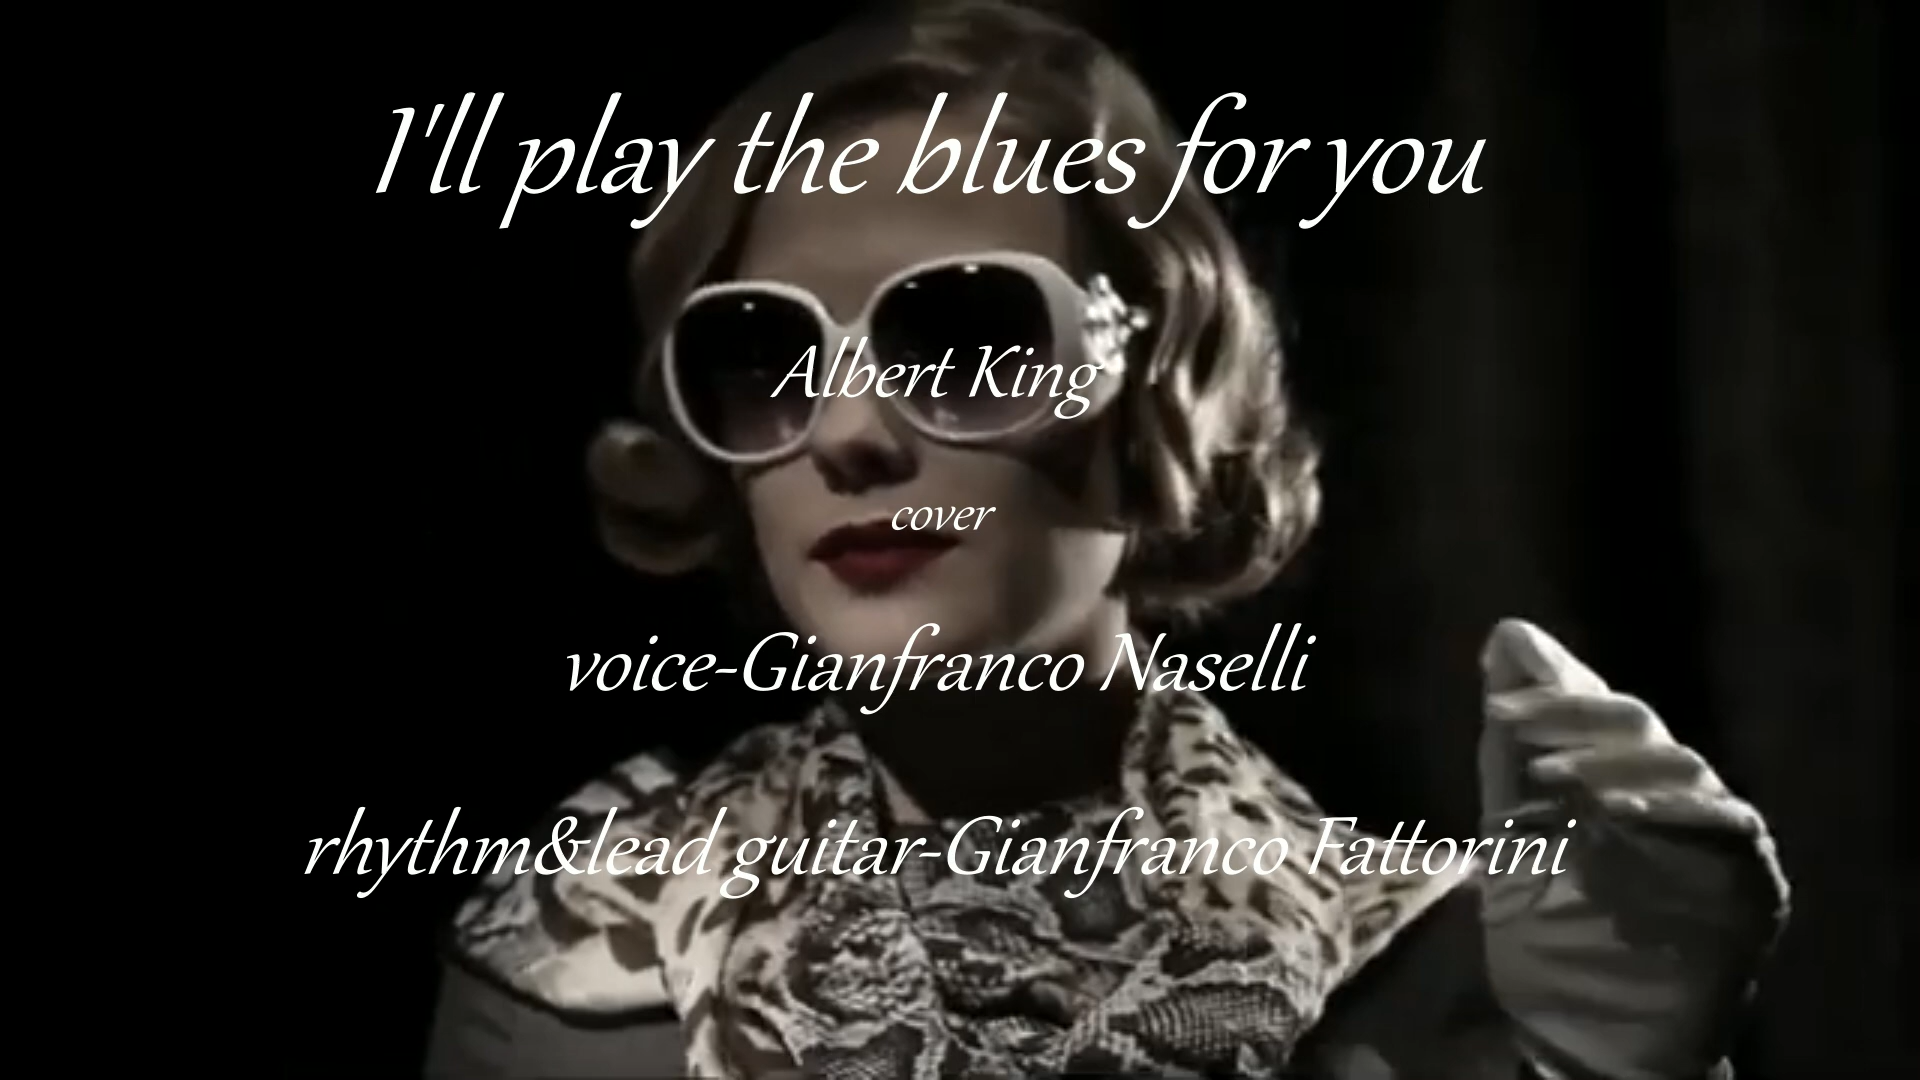 I'll play the blues for you
Albert King
cover
voice-Gianfranco Naselli
rhythm&lead guitar-Gianfranco Fattorini